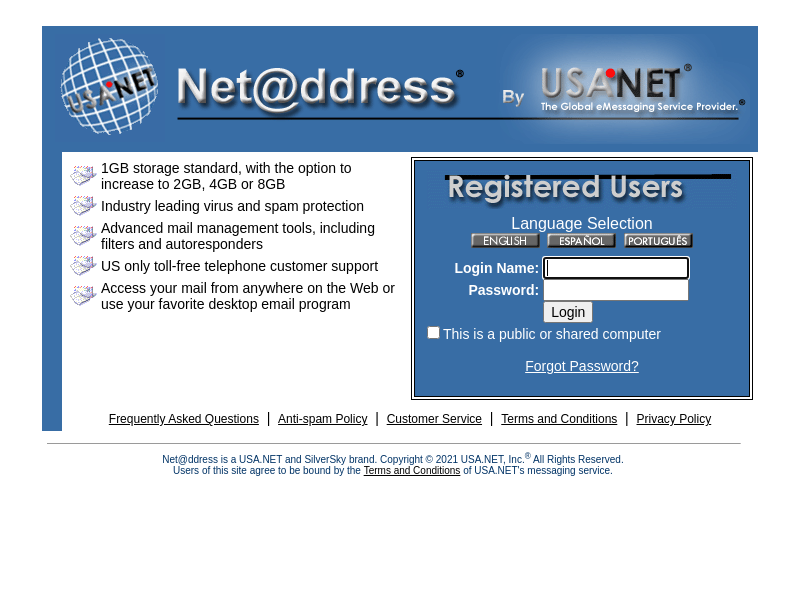 USA.NET
Net@ddress®
By
USA.NET®
The Global eMessaging Service Provider.®
1GB storage standard, with the option to
increase to 2GB, 4GB or 8GB
Industry leading virus and spam protection
Advanced mail management tools, including
filters and autoresponders
US only toll-free telephone customer support
Access your mail from anywhere on the Web or
use your favorite desktop email program
Registered Users
Language Selection
ENGLISH ESPAÑOL PORTUGUÊS
Login Name:
Password:
Login
This is a public or shared computer
Forgot Password?
Frequently Asked Questions | Anti-spam Policy | Customer Service | Terms and Conditions | Privacy Policy
Net@ddress is a USA.NET and SilverSky brand. Copyright © 2021 USA.NET, Inc.® All Rights Reserved.
Users of this site agree to be bound by the Terms and Conditions of USA.NET's messaging service.